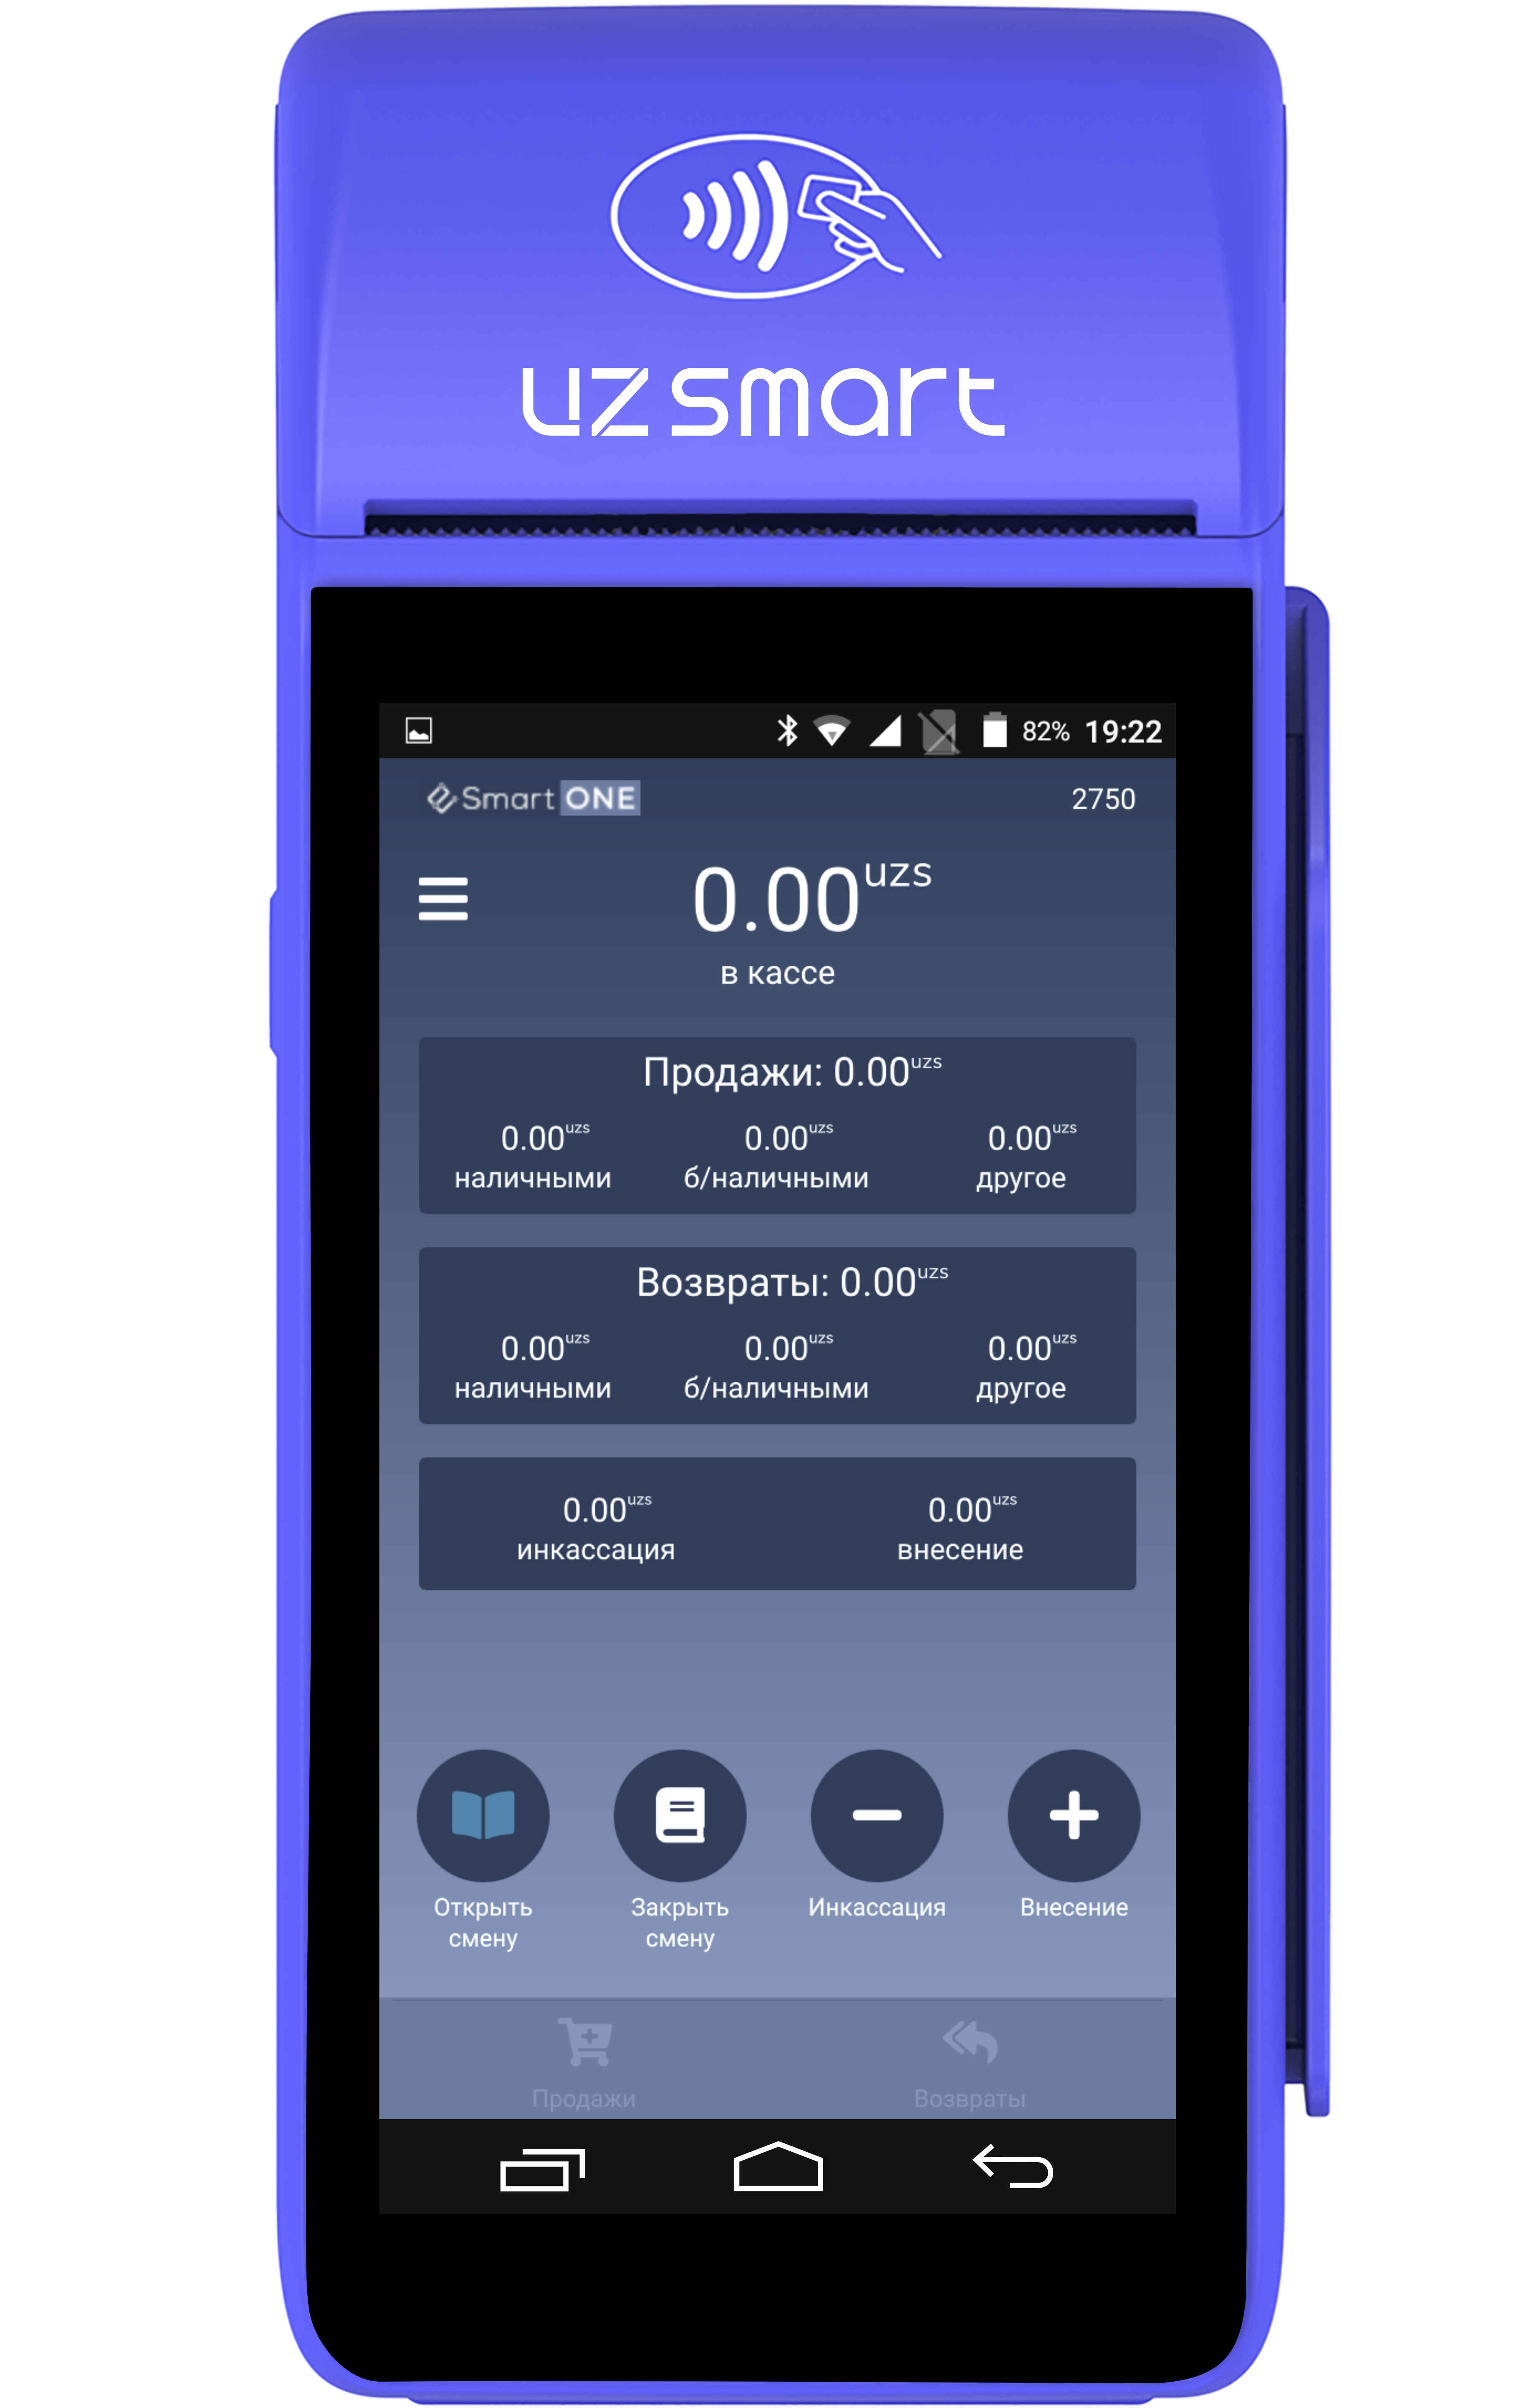 uzsmart
82% 19:22
Smart ONE 2750
0.00 uzs
в кассе
Продажи: 0.00 uzs
0.00 uzs 0.00 uzs 0.00 uzs
наличными б/наличными другое
Возвраты: 0.00 uzs
0.00 uzs 0.00 uzs 0.00 uzs
наличными б/наличными другое
0.00 uzs 0.00 uzs
инкассация внесение
Открыть Закрыть Инкассация Внесение
смену смену
Продажи Возвраты